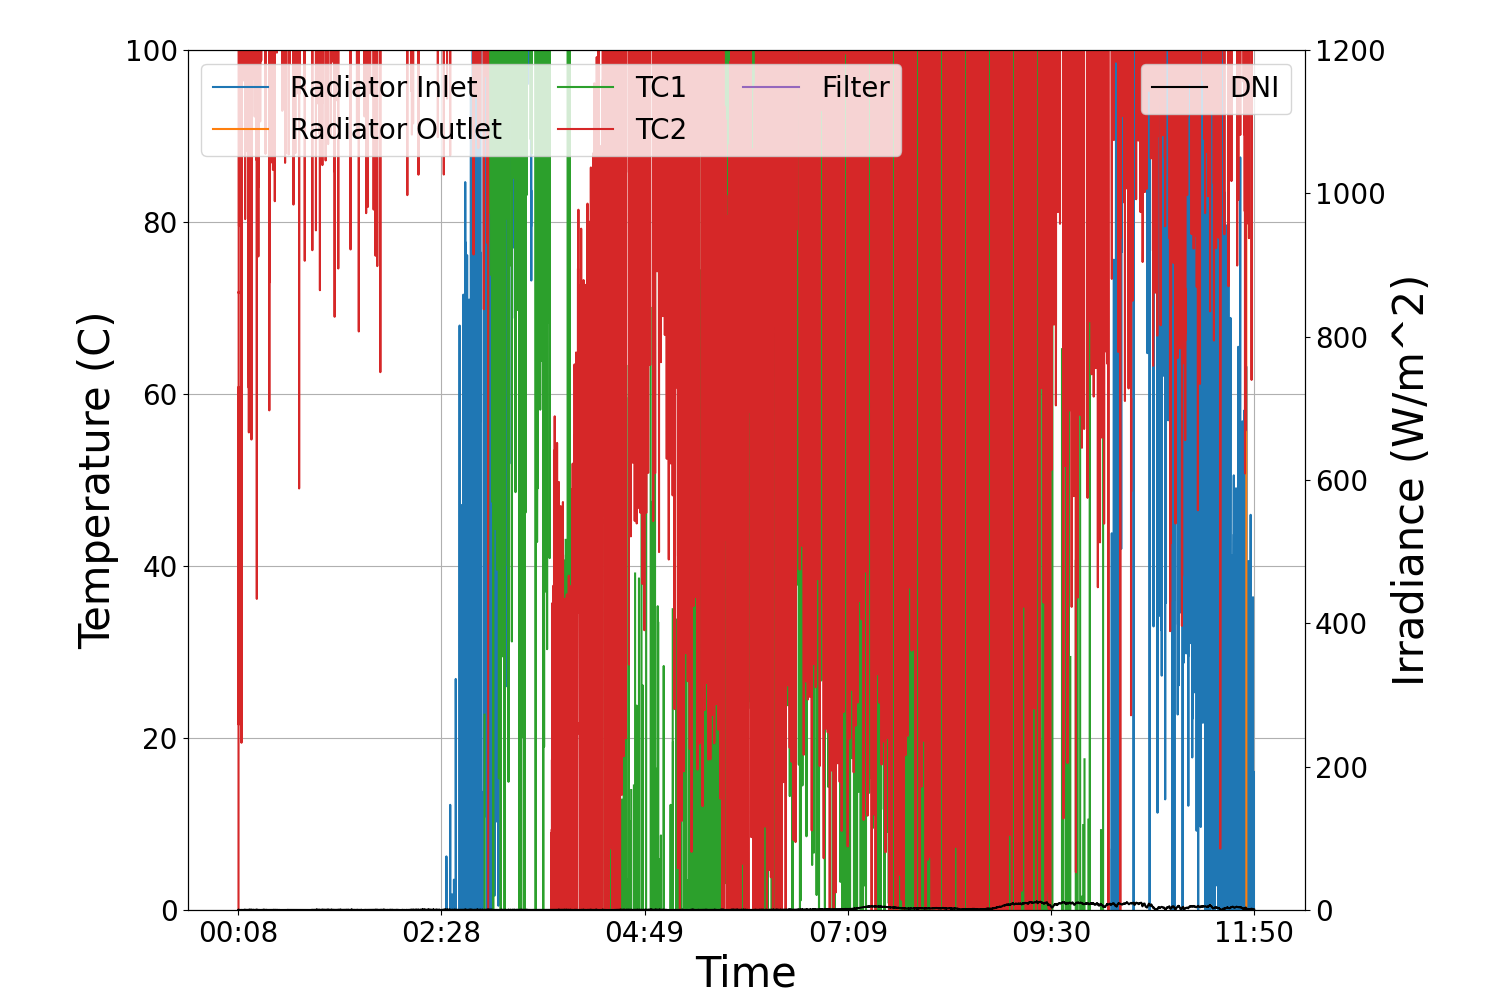 100
80
60
40
20
0
Temperature (C)
Radiator Inlet
Radiator Outlet
TC1
TC2
Filter
DNI
1200
1000
800
600
400
200
0
Irradiance (W/m^2)
00:08 02:28 04:49 07:09 09:30 11:50
Time